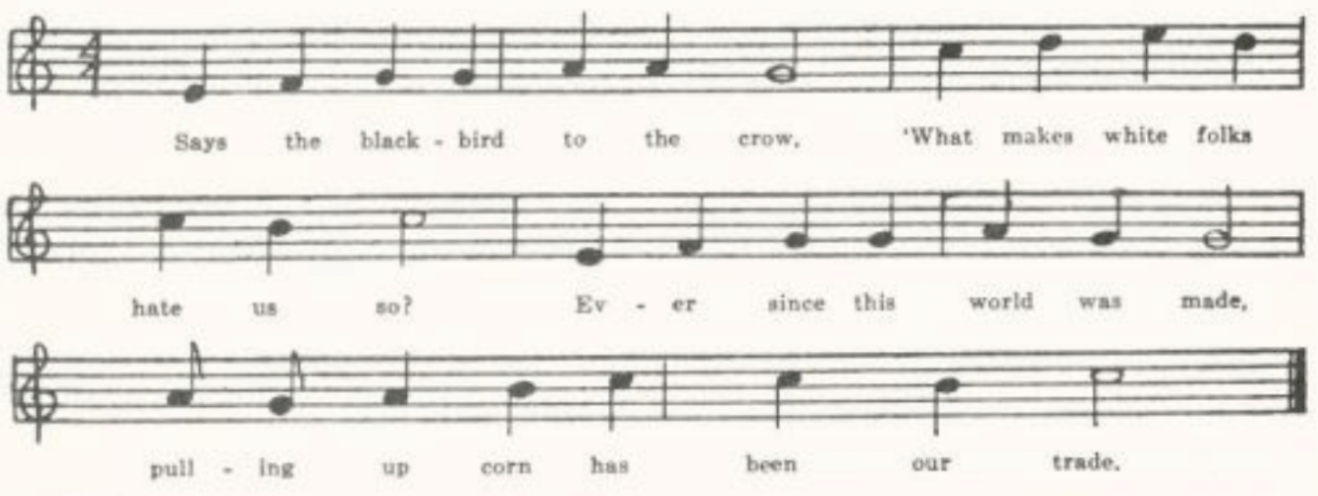 Says the black - bird to the crow, 'What makes white folks
hate us so? Ev - er since this world was made,
pull - ing up corn has been our trade.